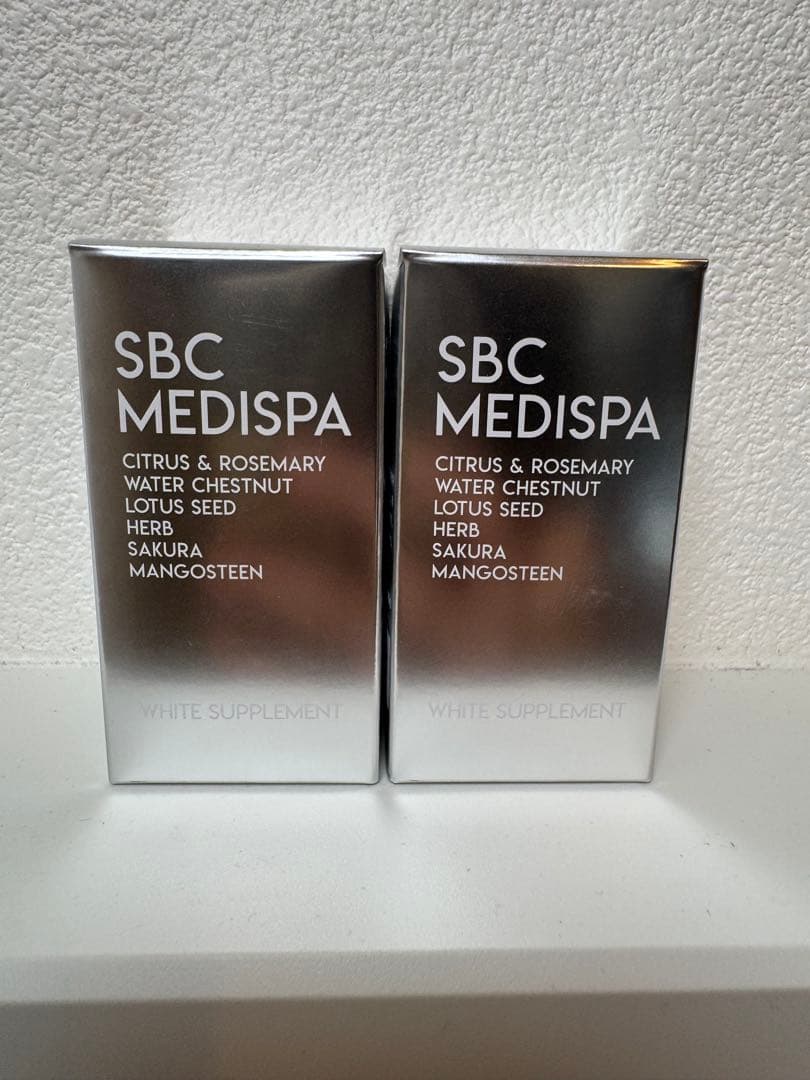 SBC
MEDISPA
CITRUS & ROSEMARY
WATER CHESTNUT
LOTUS SEED
HERB
SAKURA
MANGOSTEEN
WHITE SUPPLEMENT
SBC
MEDISPA
CITRUS & ROSEMARY
WATER CHESTNUT
LOTUS SEED
HERB
SAKURA
MANGOSTEEN
WHITE SUPPLEMENT